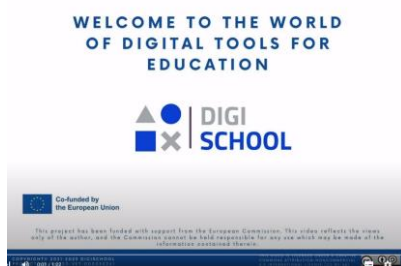 WELCOME TO THE WORLD
OF DIGITAL TOOLS FOR
EDUCATION
DIGI
SCHOOL
Co-funded by
the European Union
This project has been funded with support from the European Commission. This video reflects the views
only of the author, and the Commission cannot be held responsible for any use which may be made of the
information contained therein.